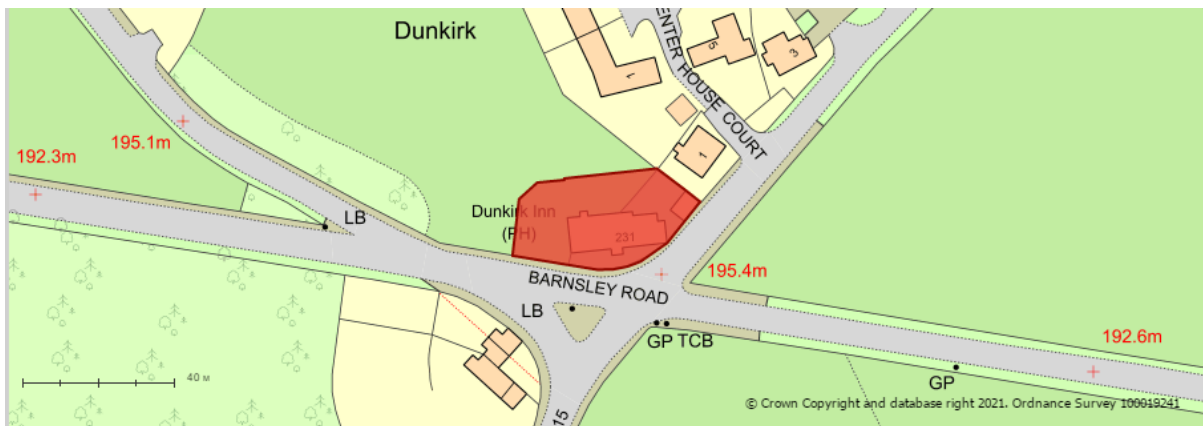 Dunkirk
ENTER HOUSE COURT
5
3
1
1
192.3m
195.1m
LB
Dunkirk Inn
(PH)
231
BARNSLEY ROAD
195.4m
LB
GP TCB
192.6m
GP
40 M
15
© Crown Copyright and database right 2021. Ordnance Survey 100019241